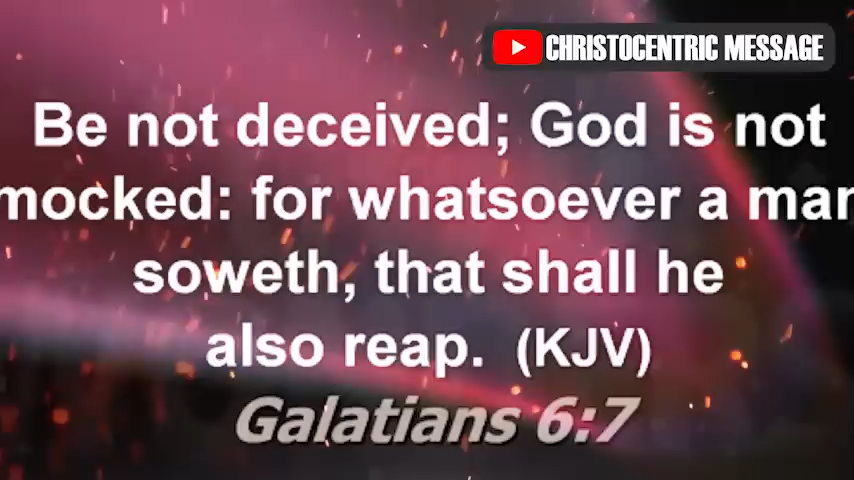 CHRISTOCENTRIC MESSAGE
Be not deceived; God is not
mocked: for whatsoever a man
soweth, that shall he
also reap. (KJV)
Galatians 6:7